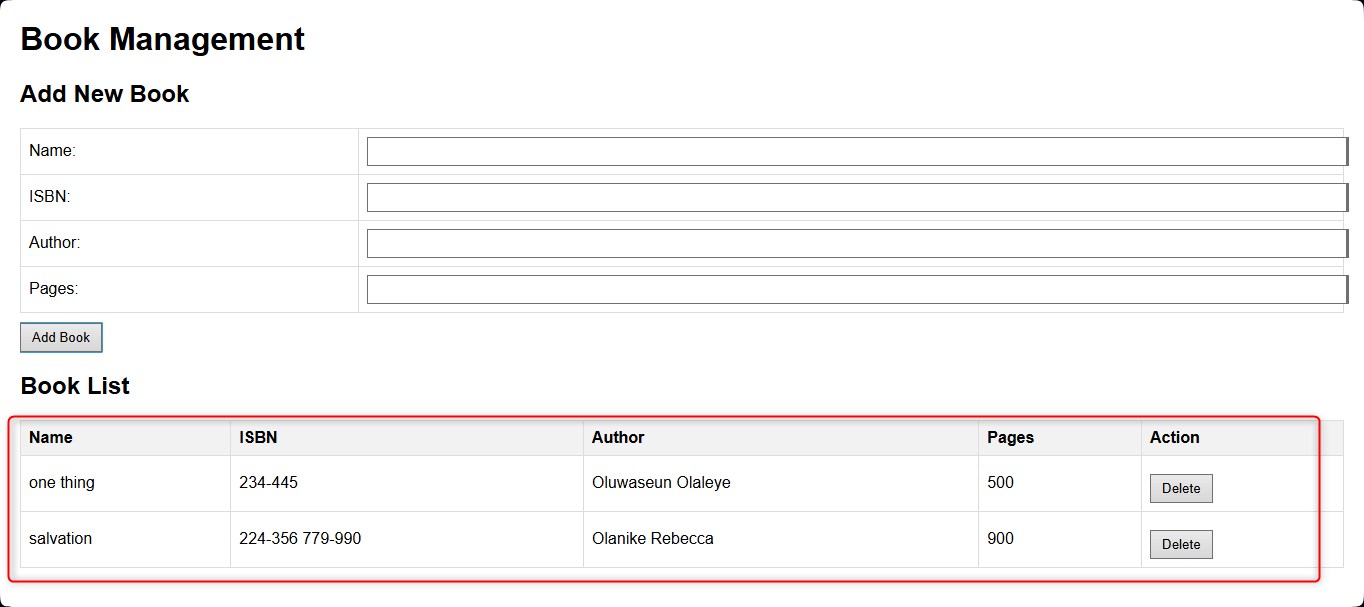 Book Management
Add New Book
Name:
ISBN:
Author:
Pages:
Add Book
Book List
Name ISBN Author Pages Action
one thing 234-445 Oluwaseun Olaleye 500 Delete
salvation 224-356 779-990 Olanike Rebecca 900 Delete